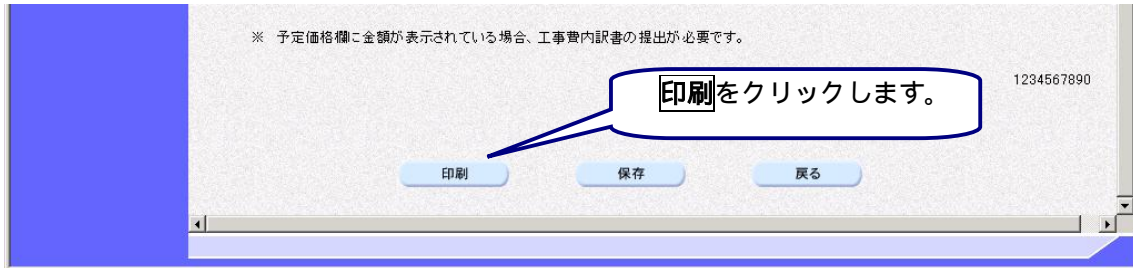 ※ 予定価格欄に金額が表示されている場合、工事費内訳書の提出が必要です。
1234567890
印刷をクリックします。
印刷 保存 戻る